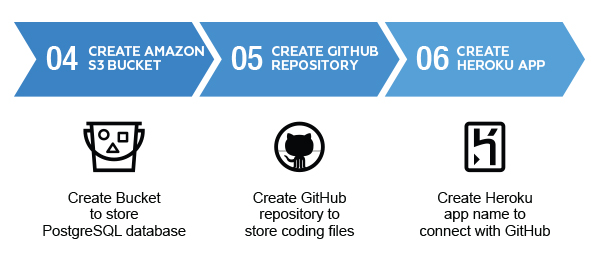 04 CREATE AMAZON
S3 BUCKET
05 CREATE GITHUB
REPOSITORY
06 CREATE
HEROKU APP
Create Bucket
to store
PostgreSQL database
Create GitHub
repository to
store coding files
Create Heroku
app name to
connect with GitHub